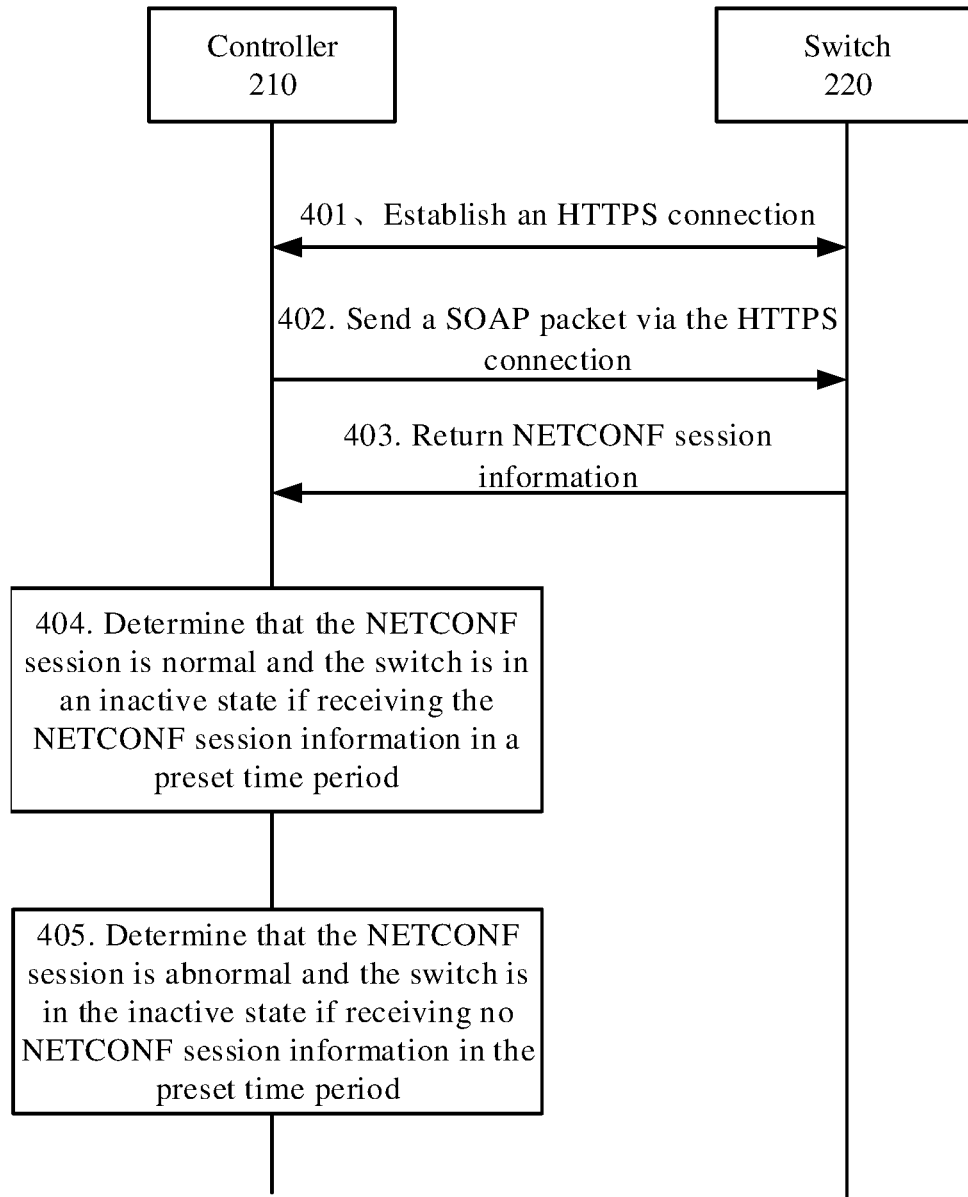 Controller
210
Switch
220
401、Establish an HTTPS connection
402. Send a SOAP packet via the HTTPS
connection
403. Return NETCONF session
information
404. Determine that the NETCONF
session is normal and the switch is in
an inactive state if receiving the
NETCONF session information in a
preset time period
405. Determine that the NETCONF
session is abnormal and the switch is
in the inactive state if receiving no
NETCONF session information in the
preset time period